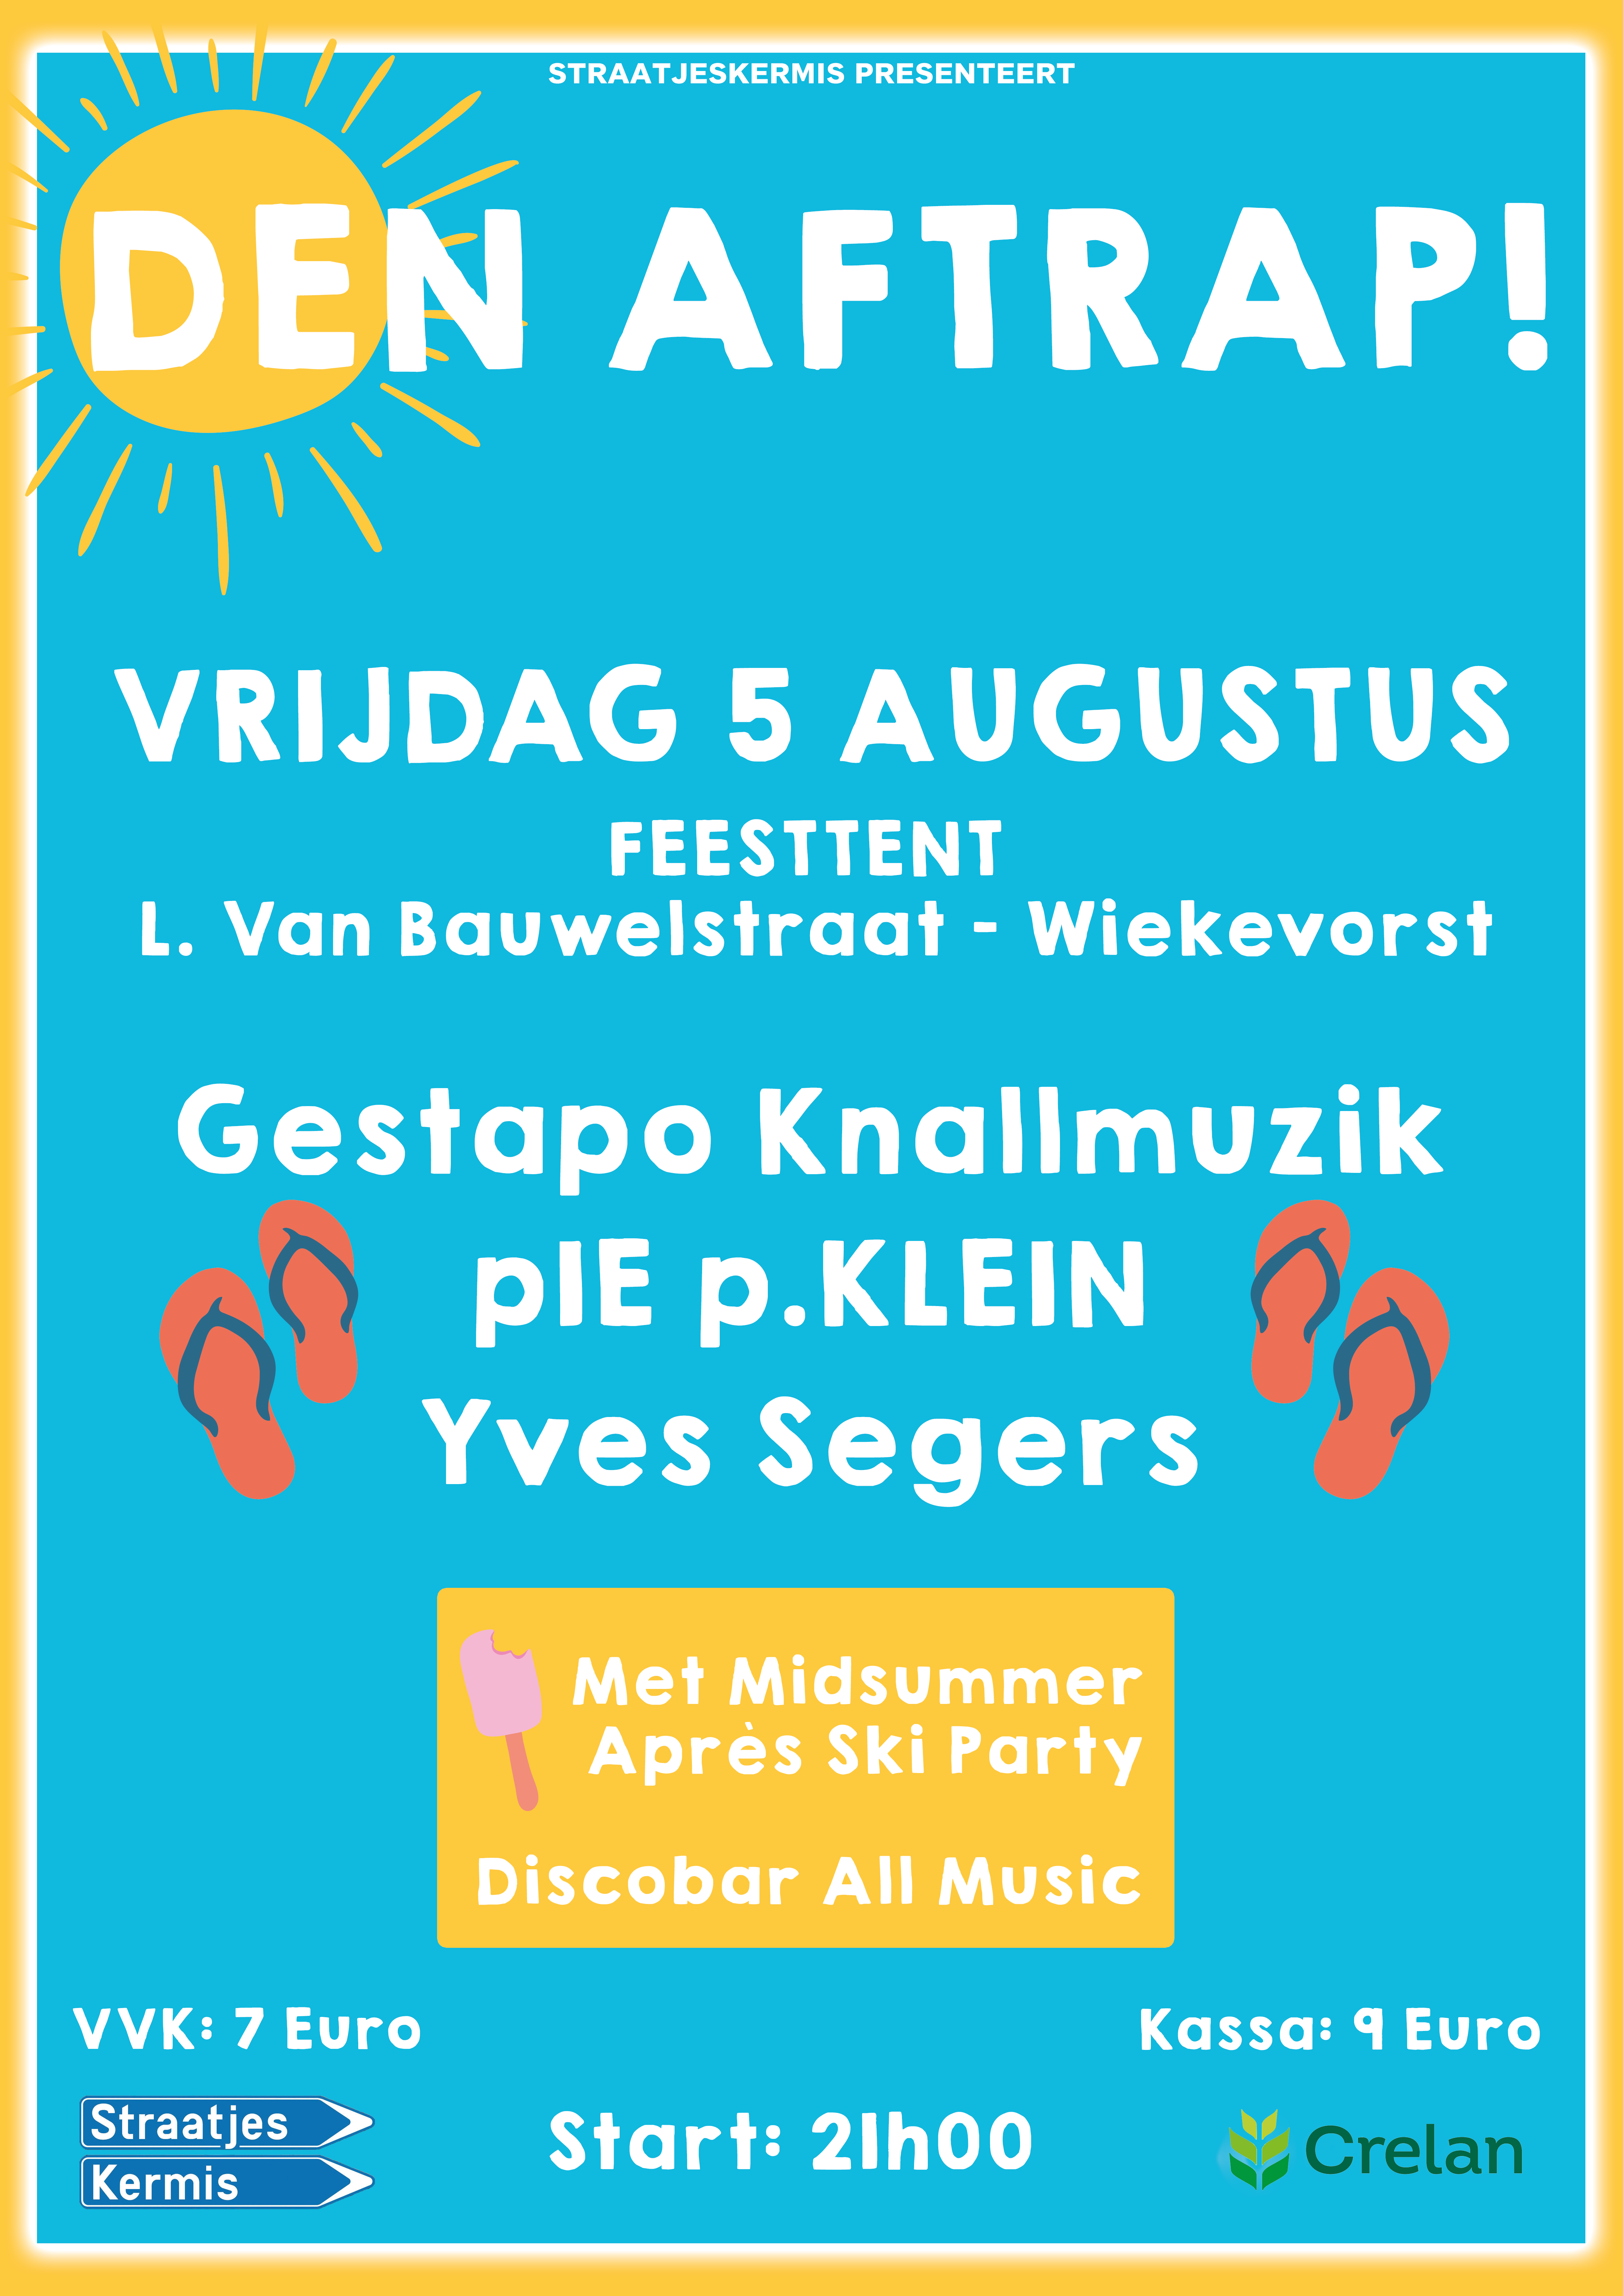 STRAATJESKERMIS PRESENTEERT
DEN AFTRAP!
VRIJDAG 5 AUGUSTUS
FEESTTENT
L. Van Bauwelstraat - Wiekevorst
Gestapo Knallmuzik
pIE p.KLEIN
Yves Segers
Met Midsummer
Après Ski Party
Discobar All Music
VVK: 7 Euro
Kassa: 9 Euro
Straatjes
Kermis
Start: 21h00
Crelan